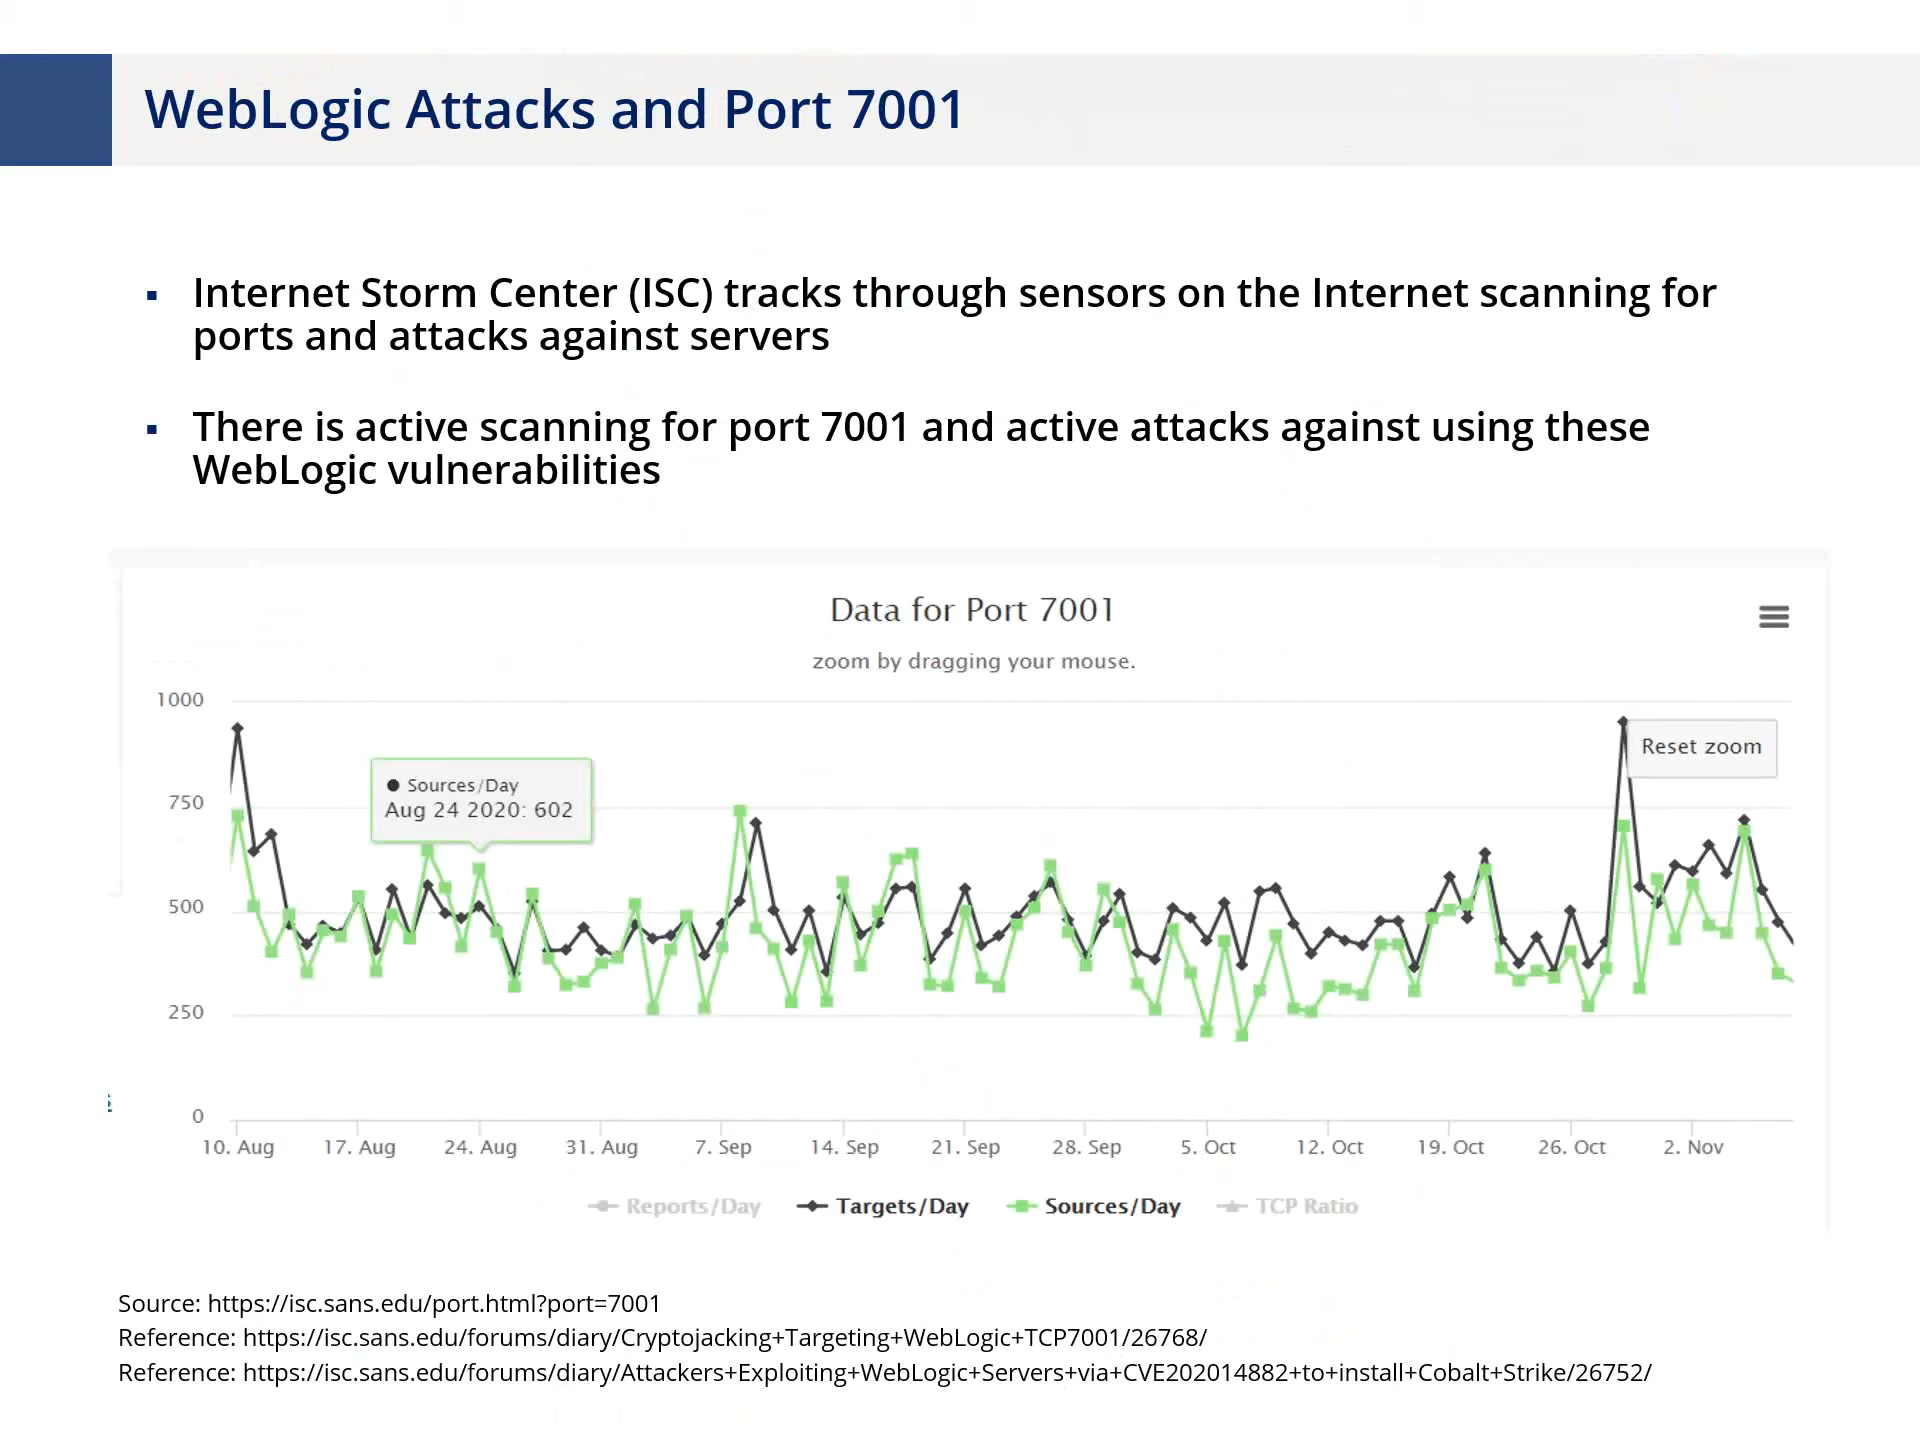 WebLogic Attacks and Port 7001
▪ Internet Storm Center (ISC) tracks through sensors on the Internet scanning for
ports and attacks against servers
▪ There is active scanning for port 7001 and active attacks against using these
WebLogic vulnerabilities
Data for Port 7001
zoom by dragging your mouse.
1000
Reset zoom
Sources/Day
Aug 24 2020: 602
750
500
250
0
10. Aug 17. Aug 24. Aug 31. Aug 7. Sep 14. Sep 21. Sep 28. Sep 5. Oct 12. Oct 19. Oct 26. Oct 2. Nov
Reports/Day Targets/Day Sources/Day TCP Ratio
Source: https://isc.sans.edu/port.html?port=7001
Reference: https://isc.sans.edu/forums/diary/Cryptojacking+Targeting+WebLogic+TCP7001/26768/
Reference: https://isc.sans.edu/forums/diary/Attackers+Exploiting+WebLogic+Servers+via+CVE202014882+to+install+Cobalt+Strike/26752/